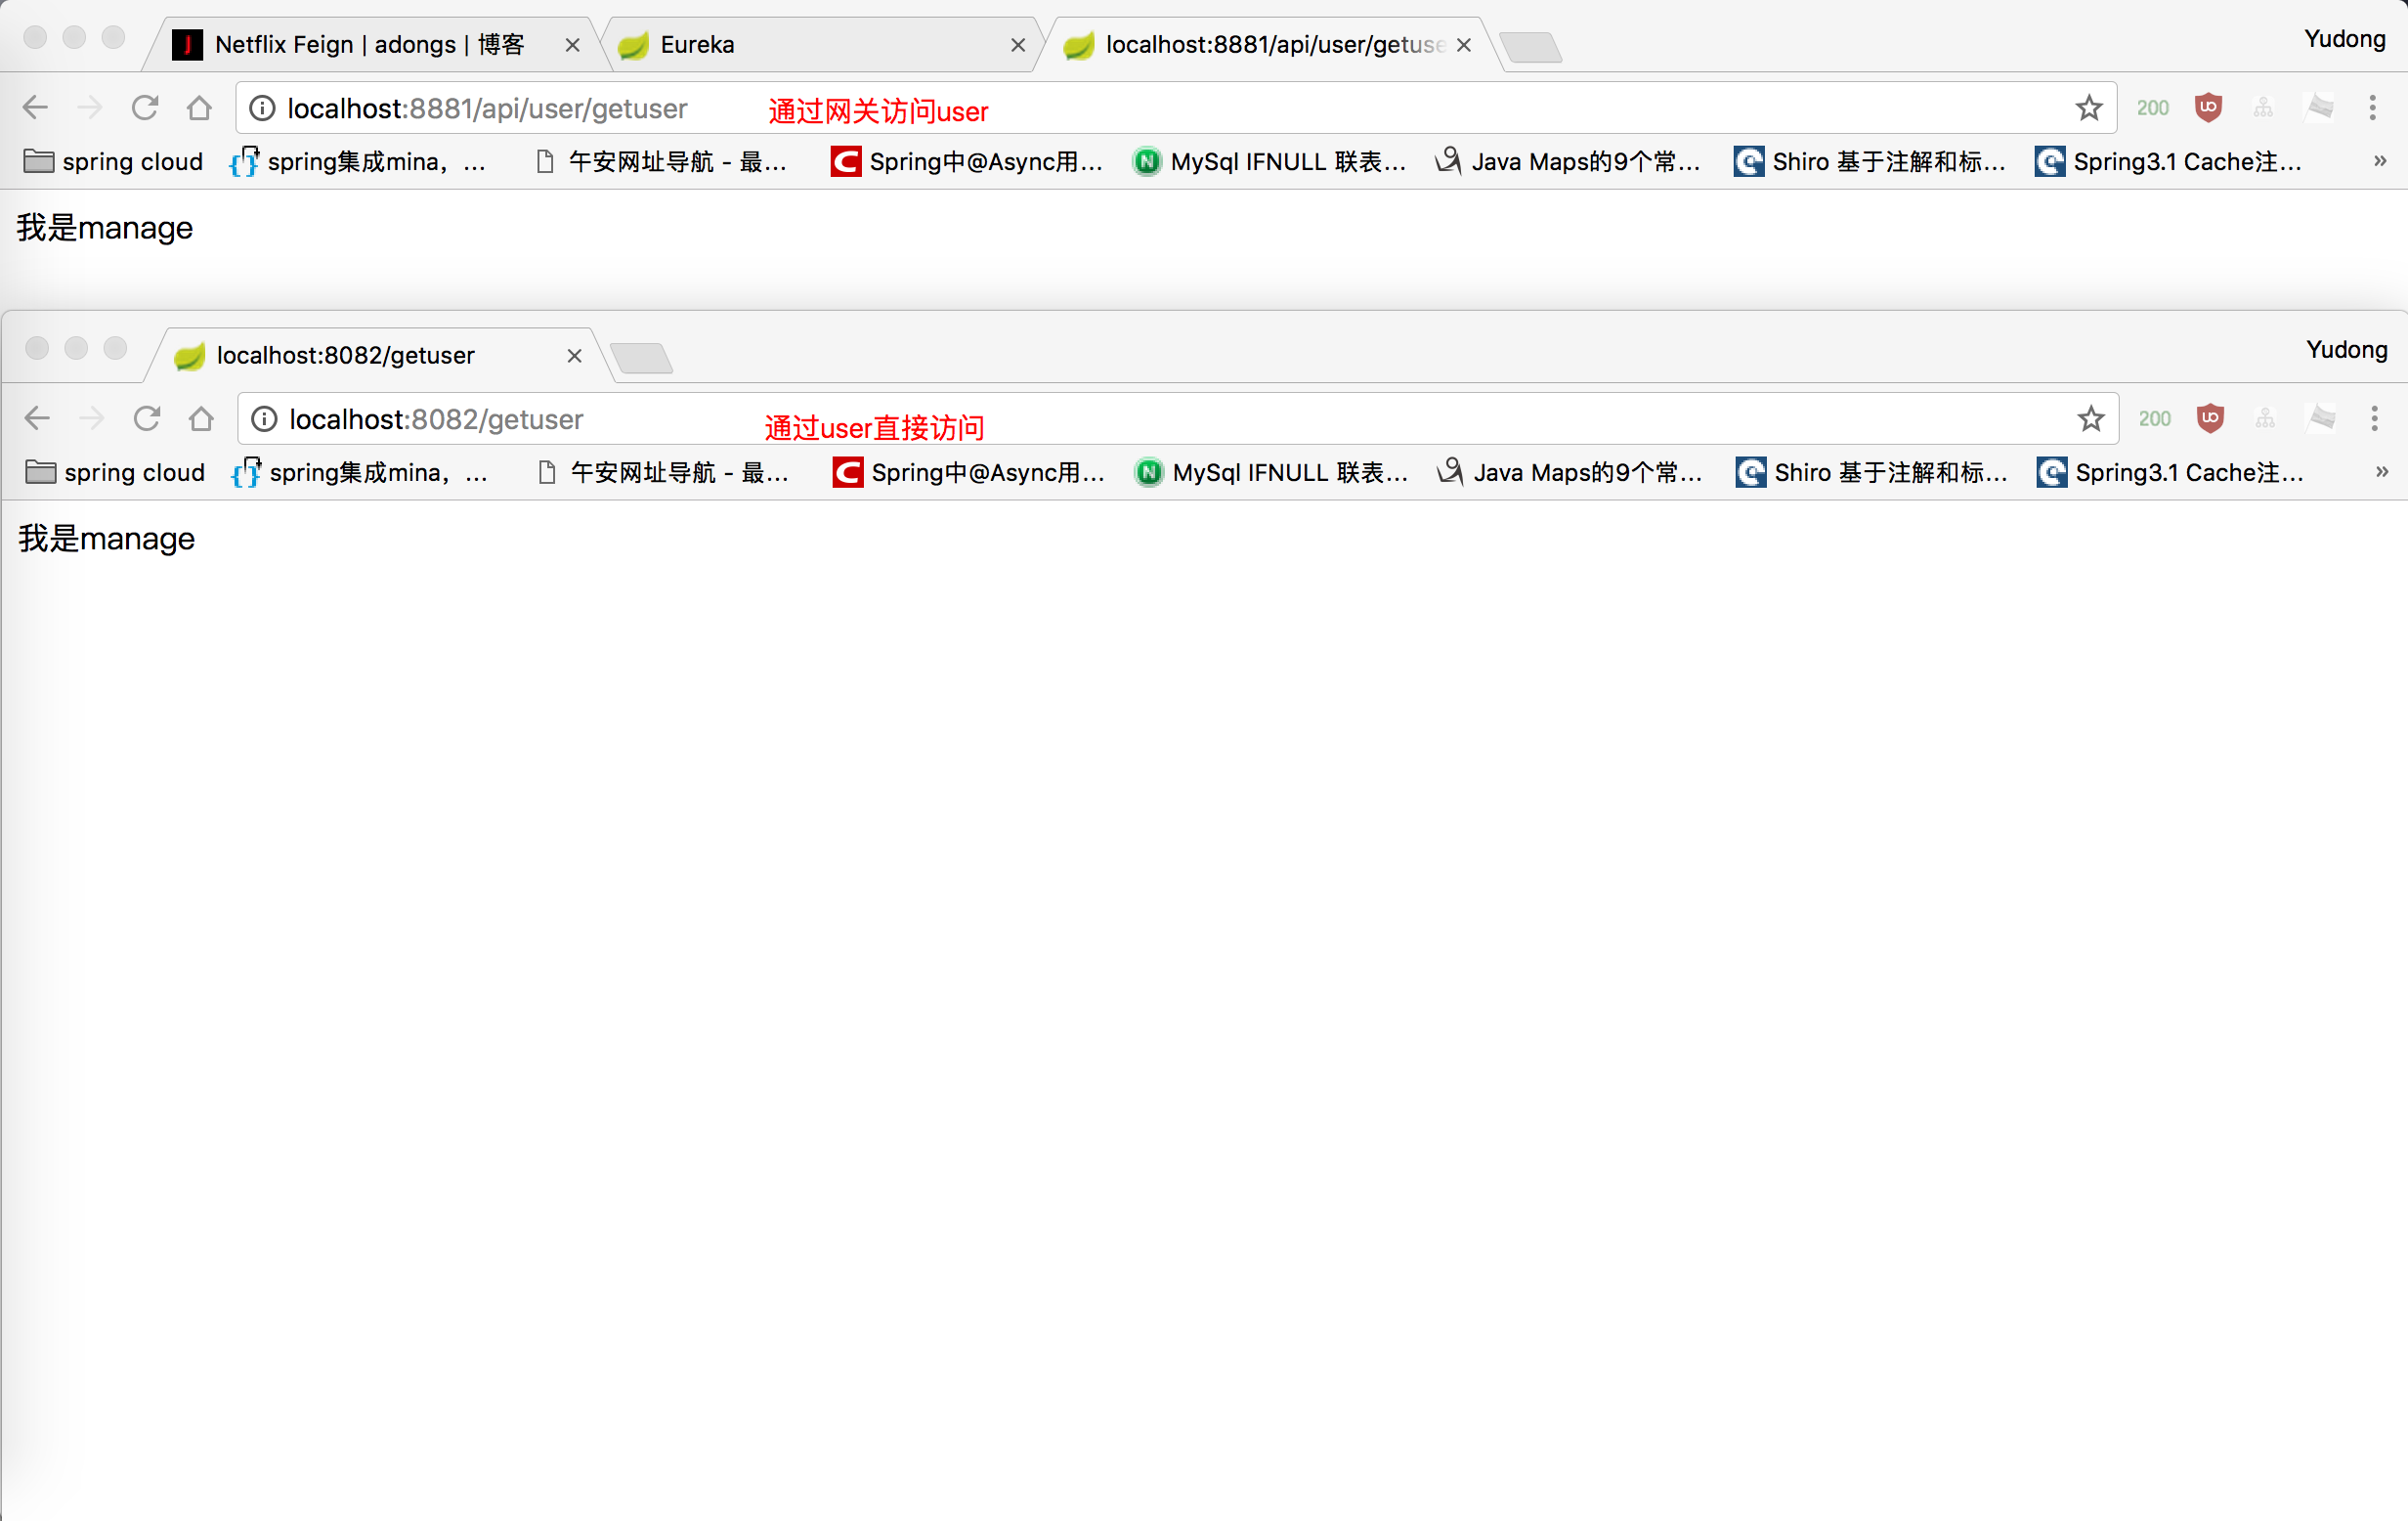 Netflix Feign | adongs | 博客
Eureka
localhost:8881/api/user/getuse
Yudong
localhost:8881/api/user/getuser
通过网关访问user
200
spring cloud
spring集成mina，...
午安网址导航 - 最...
Spring中@Async用...
MySql IFNULL 联表...
Java Maps的9个常...
Shiro 基于注解和标...
Spring3.1 Cache注...
»
我是manage
localhost:8082/getuser
Yudong
localhost:8082/getuser
通过user直接访问
200
spring cloud
spring集成mina，...
午安网址导航 - 最...
Spring中@Async用...
MySql IFNULL 联表...
Java Maps的9个常...
Shiro 基于注解和标...
Spring3.1 Cache注...
»
我是manage